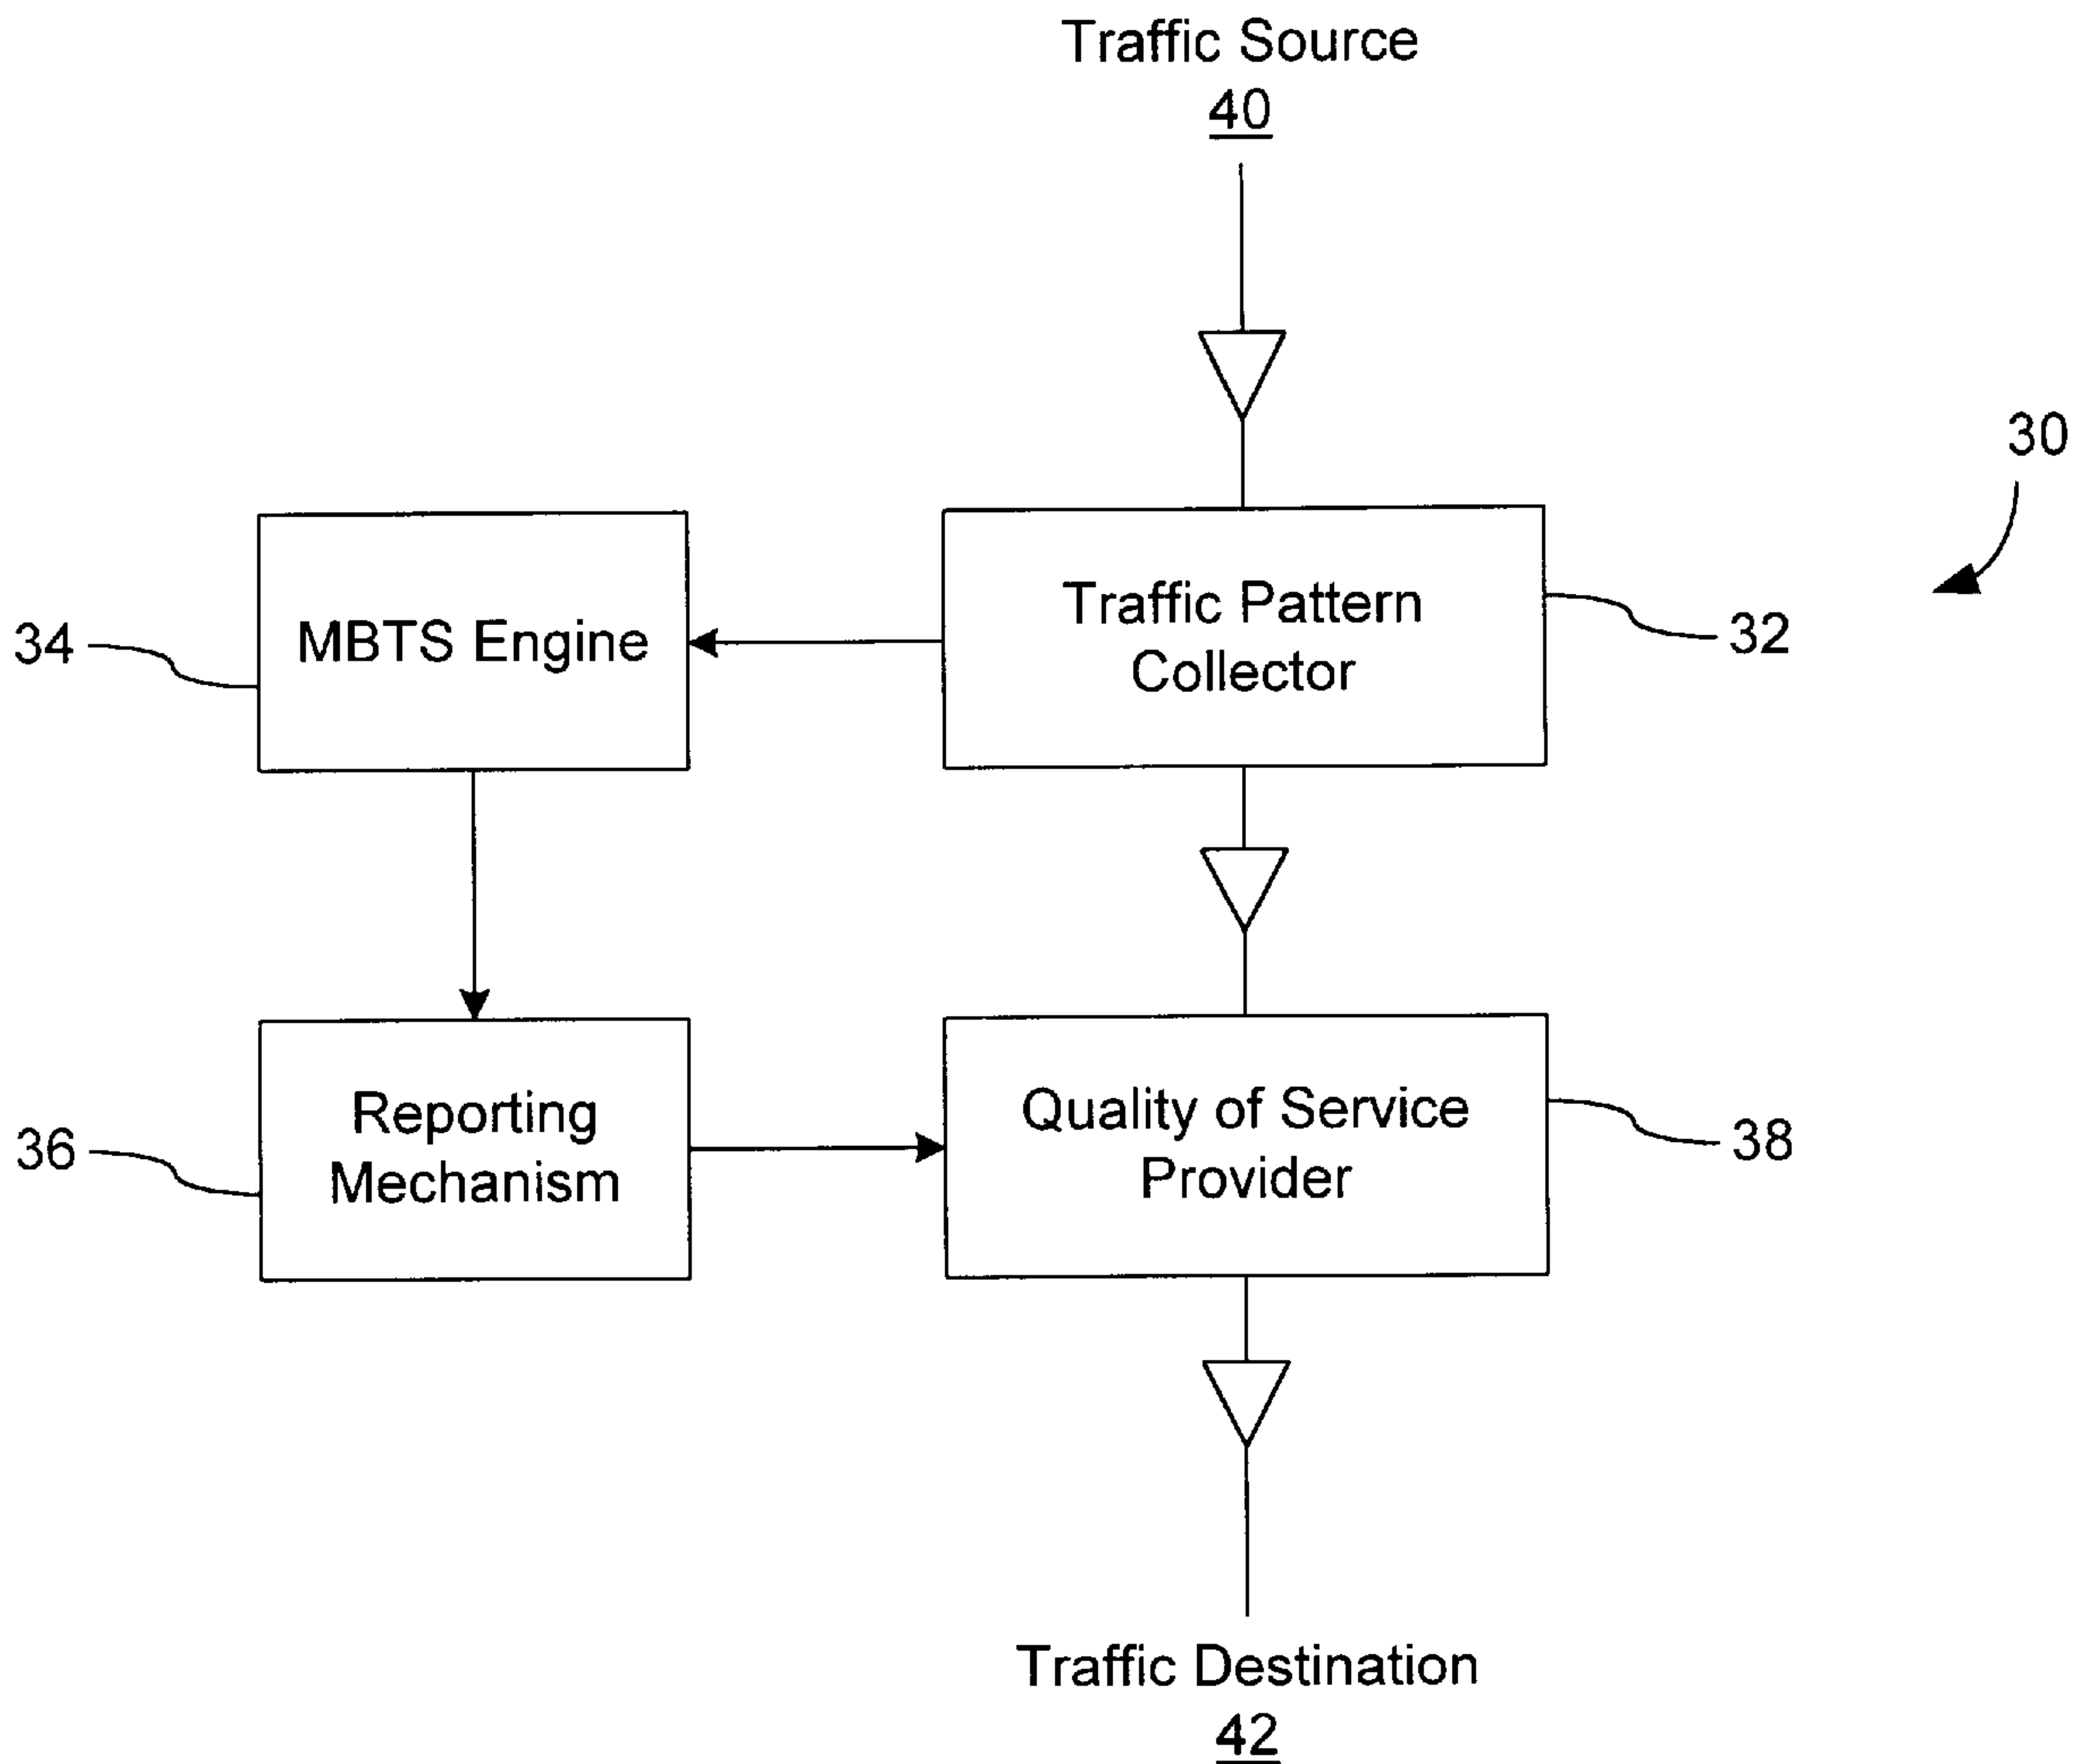 Traffic Source
40
30
34
MBTS Engine
Traffic Pattern
Collector
32
36
Reporting
Mechanism
Quality of Service
Provider
38
Traffic Destination
42